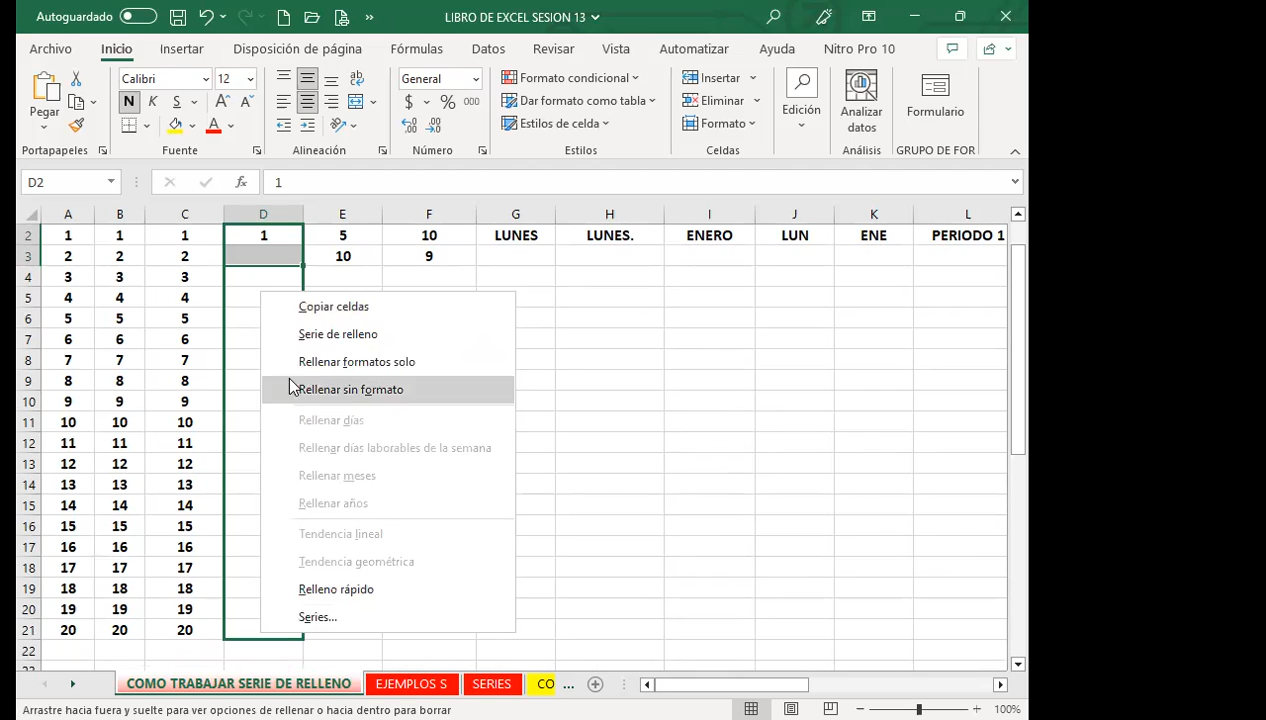 Autoguardado
LIBRO DE EXCEL SESION 13
Archivo Inicio Insertar Disposición de página Fórmulas Datos Revisar Vista Automatizar Ayuda Nitro Pro 10
Pegar
Portapapeles
Calibri 12
N K S A A
A
Fuente
ab
Alineación
General
$ % 000
Número
Formato condicional
Dar formato como tabla
Estilos de celda
Estilos
Insertar
Eliminar
Formato
Celdas
Edición
Analizar
datos
Análisis
Formulario
GRUPO DE FOR
D2 fx 1
A B C D E F G H I J K L
2 1 1 1 1 5 10 LUNES LUNES. ENERO LUN ENE PERIODO 1
3 2 2 2 10 9
4 3 3 3
5 4 4 4
6 5 5 5
7 6 6 6
8 7 7 7
9 8 8 8
10 9 9 9
11 10 10 10
12 11 11 11
13 12 12 12
14 13 13 13
15 14 14 14
16 15 15 15
17 16 16 16
18 17 17 17
19 18 18 18
20 19 19 19
21 20 20 20
22
Copiar celdas
Serie de relleno
Rellenar formatos solo
Rellenar sin formato
Rellenar días
Rellenar días laborables de la semana
Rellenar meses
Rellenar años
Tendencia lineal
Tendencia geométrica
Relleno rápido
Series...
COMO TRABAJAR SERIE DE RELLENO EJEMPLOS S SERIES CO ...
Arrastre hacia fuera y suelte para ver opciones de rellenar o hacia dentro para borrar 100%